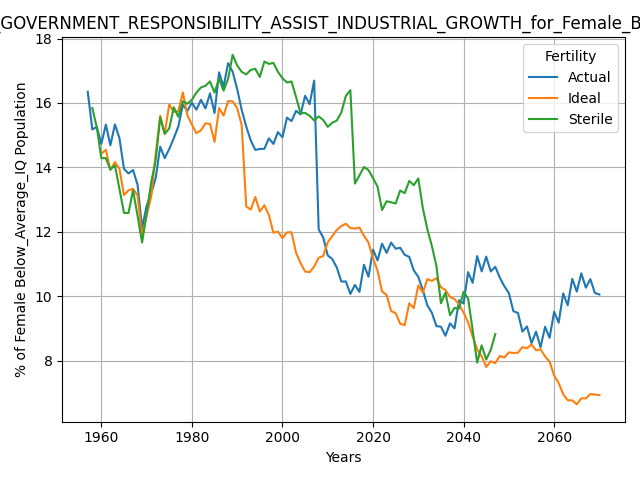 _GOVERNMENT_RESPONSIBILITY_ASSIST_INDUSTRIAL_GROWTH_for_Female_B
% of Female Below_Average_IQ Population
18
16
14
12
10
8
Fertility
Actual
Ideal
Sterile
1960
1980
2000
2020
2040
2060
Years